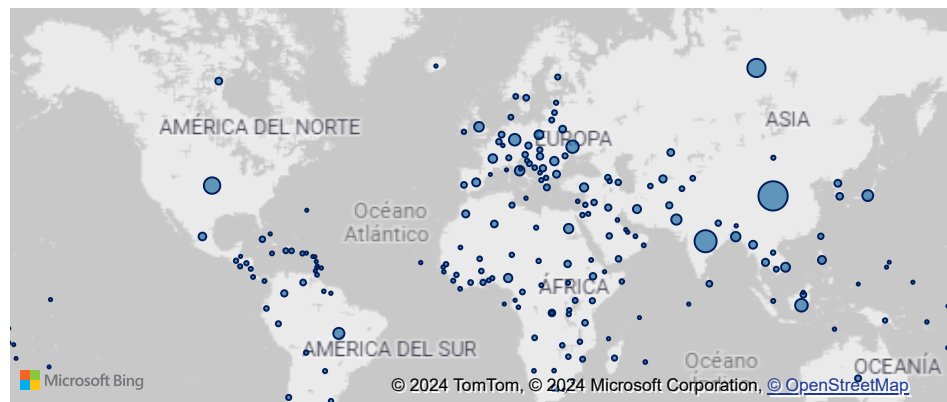 AMÉRICA DEL NORTE
EUROPA
ASIA
Océano
Atlántico
ÁFRICA
AMÉRICA DEL SUR
Océano
OCEANÍA
Microsoft Bing
© 2024 TomTom, © 2024 Microsoft Corporation, © OpenStreetMap